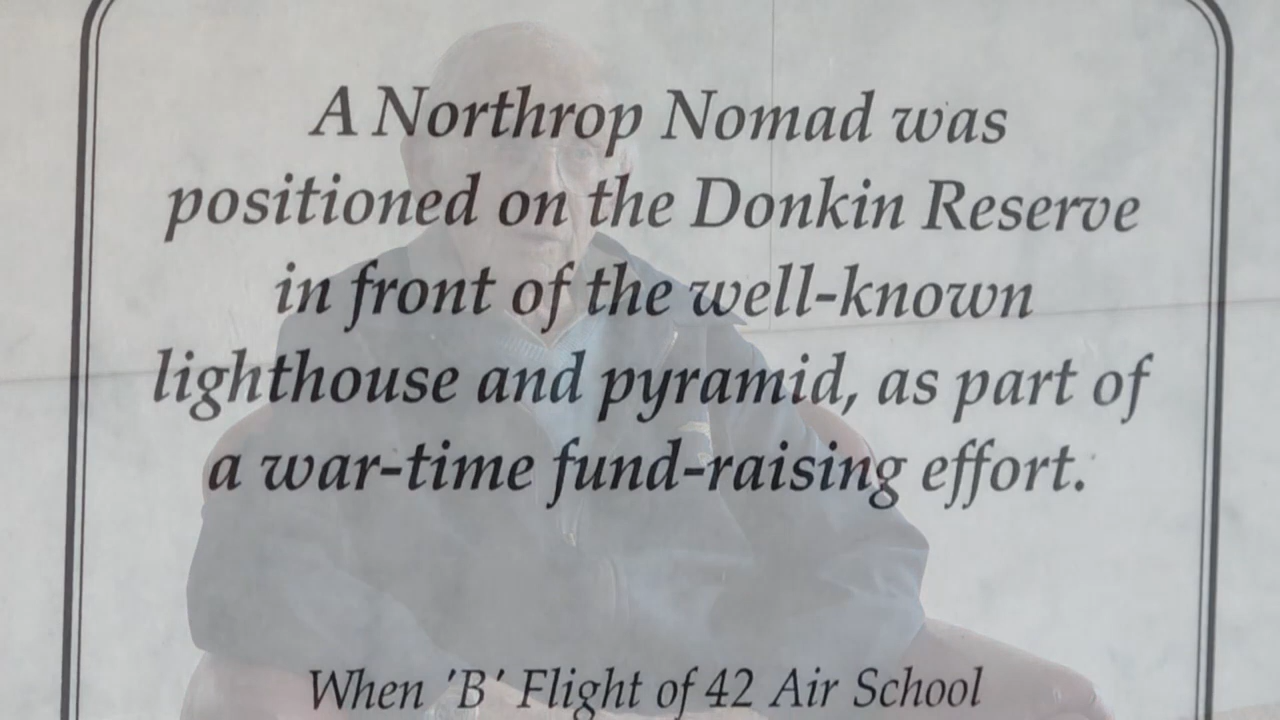 A Northrop Nomad was
positioned on the Donkin Reserve
in front of the well-known
lighthouse and pyramid, as part of
a war-time fund-raising effort.
When 'B' Flight of 42 Air School